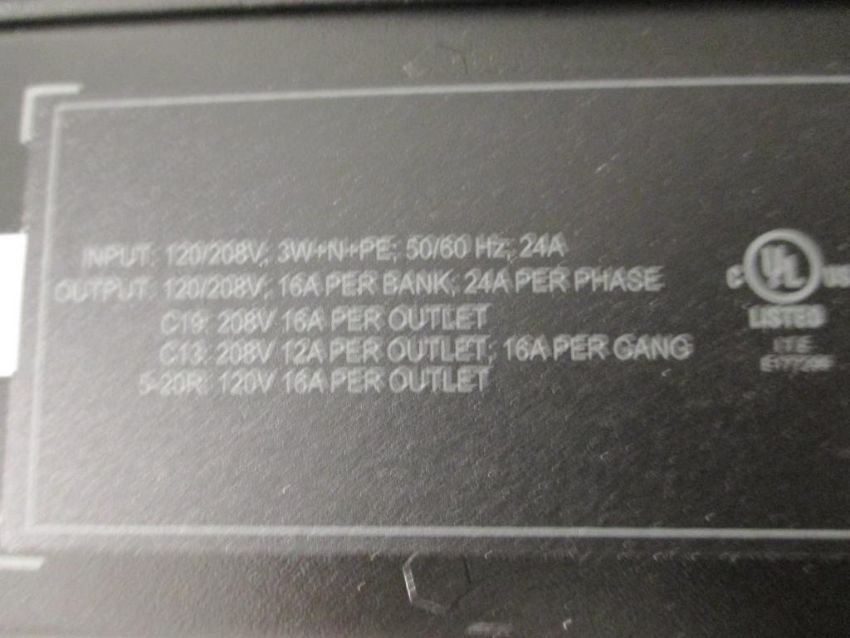 INPUT: 120/208V; 3W+N+PE; 50/60 Hz; 24A
OUTPUT: 120/208V; 16A PER BANK; 24A PER PHASE
C19: 208V 16A PER OUTLET
C13: 208V 12A PER OUTLET; 16A PER GANG
5-20R: 120V 16A PER OUTLET
C UL US
LISTED
I.T.E.